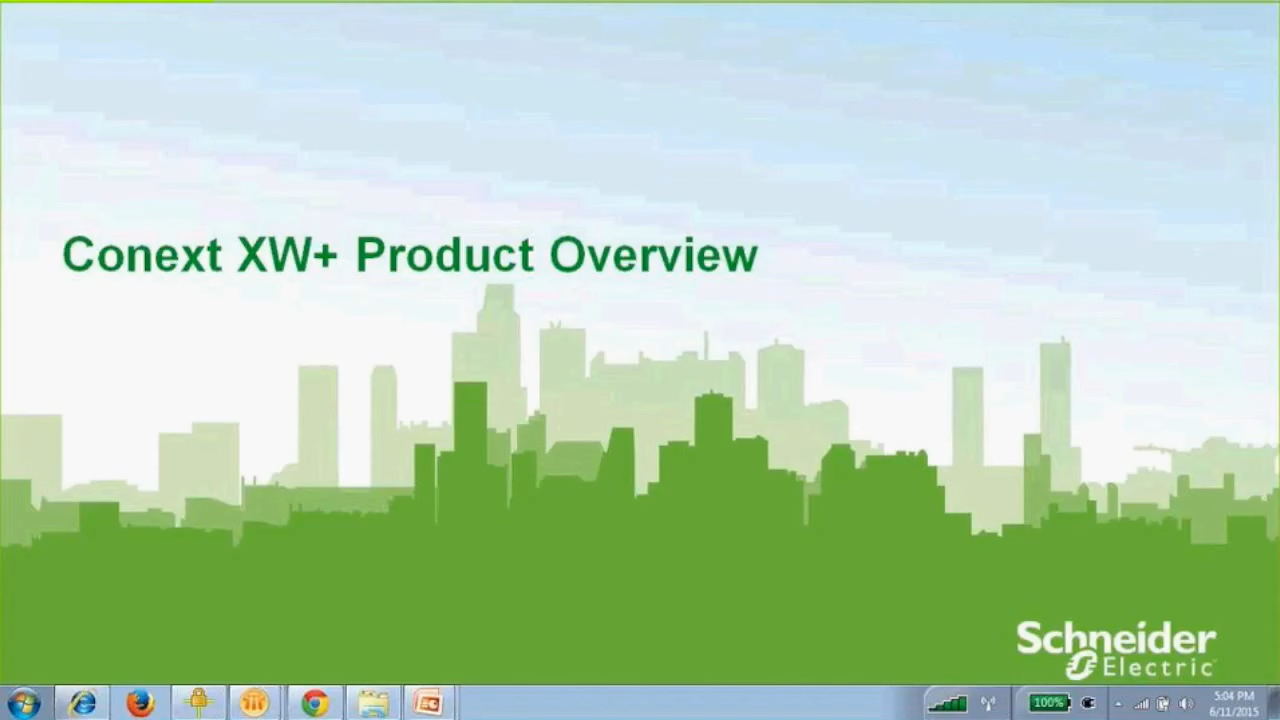 Conext XW+ Product Overview
Schneider
Electric
100%
5:04 PM
6/11/2015